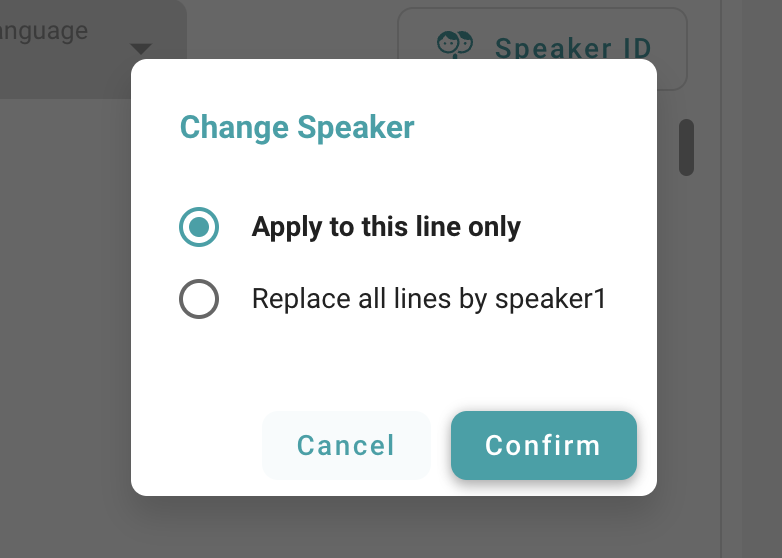 anguage
Speaker ID
Change Speaker
Apply to this line only
Replace all lines by speaker1
Cancel
Confirm